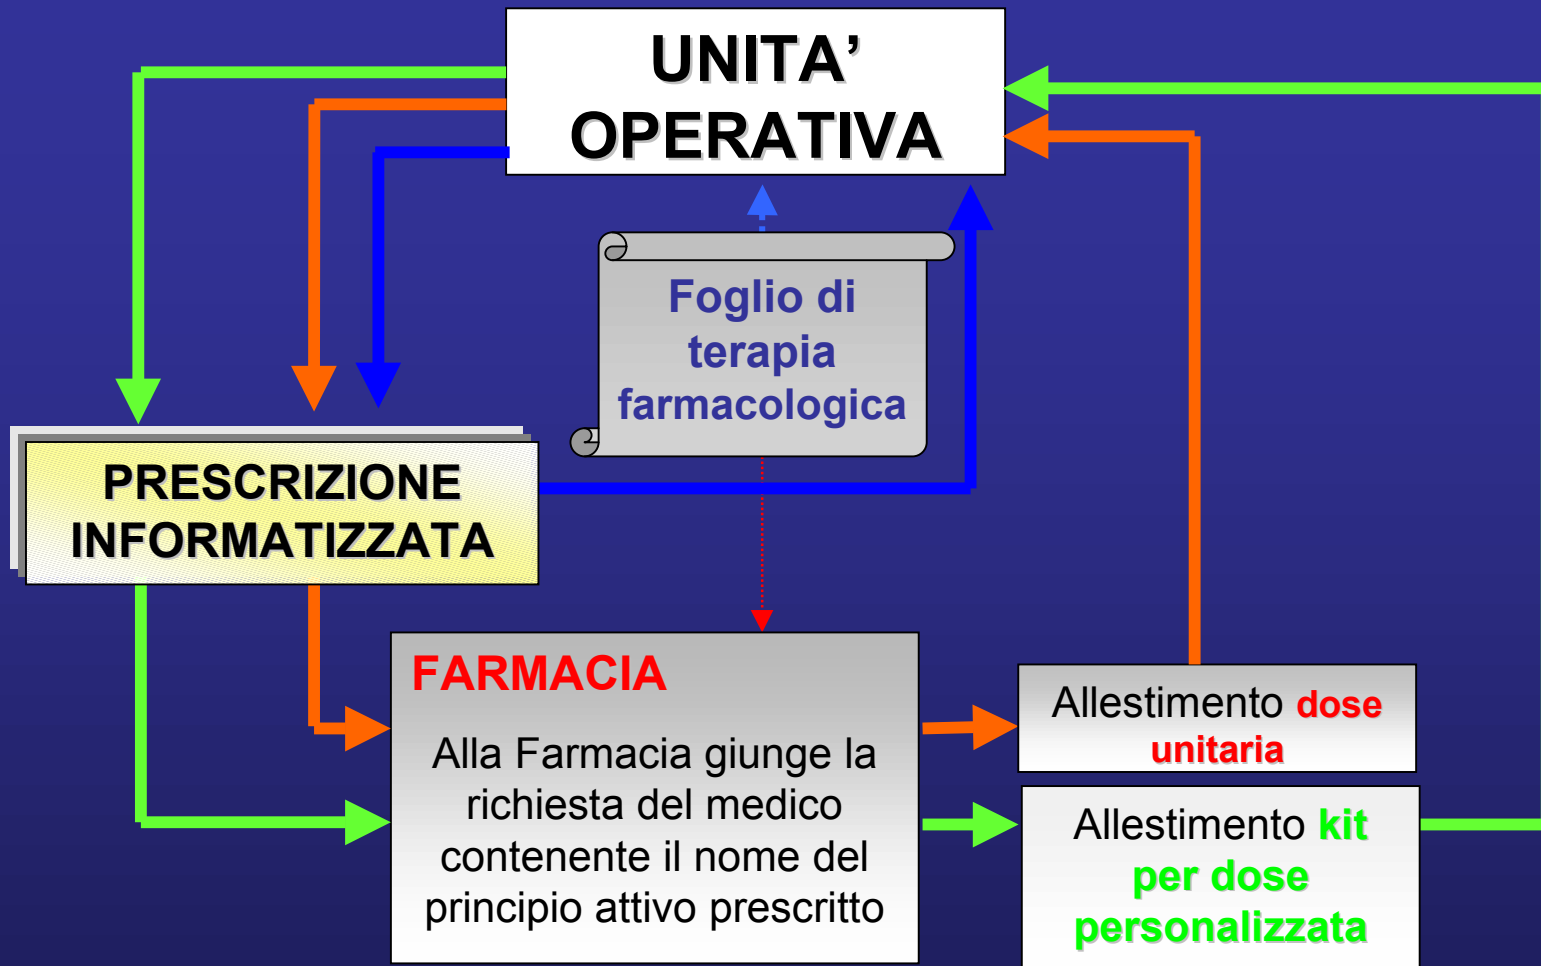 UNITA’
OPERATIVA
Foglio di
terapia
farmacologica
PRESCRIZIONE
INFORMATIZZATA
FARMACIA
Alla Farmacia giunge la
richiesta del medico
contenente il nome del
principio attivo prescritto
Allestimento dose
unitaria
Allestimento kit
per dose
personalizzata